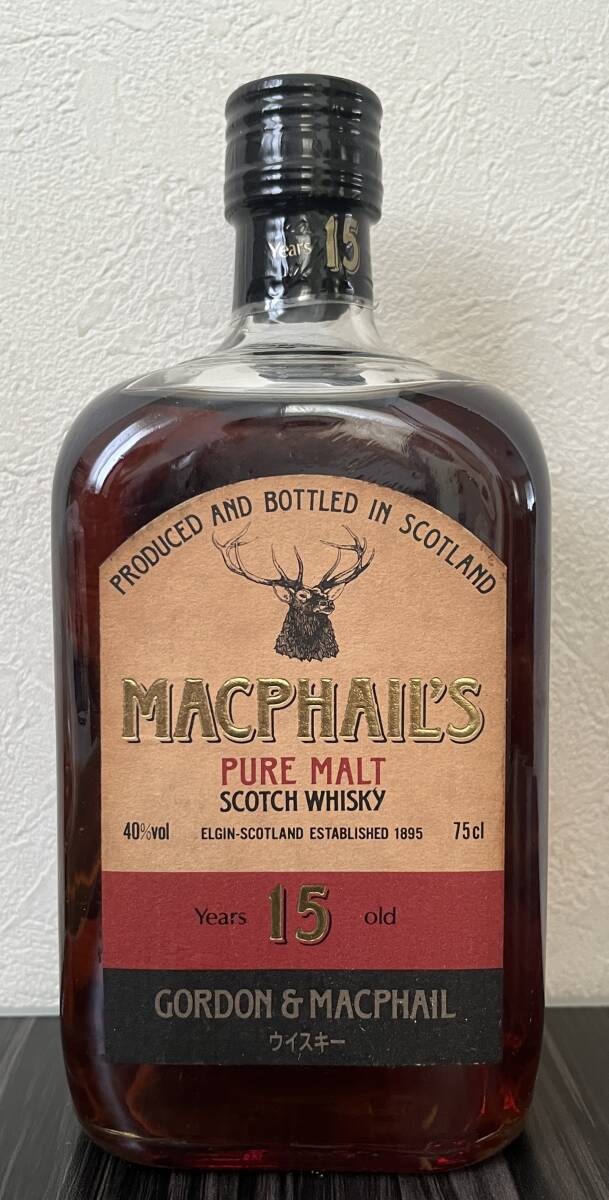 Years 15
PRODUCED AND BOTTLED IN SCOTLAND
MACPHAIL'S
PURE MALT
SCOTCH WHISKY
40%vol ELGIN-SCOTLAND ESTABLISHED 1895 75cl
Years 15 old
GORDON & MACPHAIL
ウイスキー